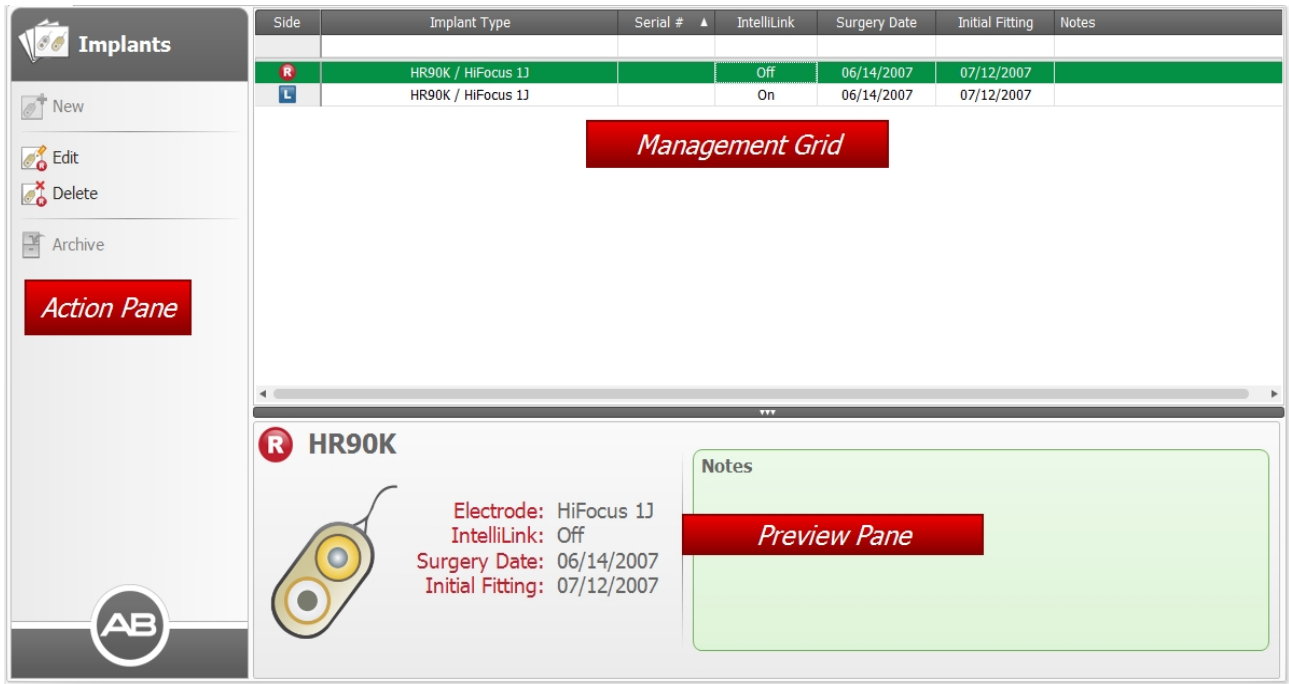 Implants
New
Edit
Delete
Archive
Action Pane
AB
Side Implant Type Serial # ▲ IntelliLink Surgery Date Initial Fitting Notes
R HR90K / HiFocus 1J Off 06/14/2007 07/12/2007
L HR90K / HiFocus 1J On 06/14/2007 07/12/2007
Management Grid
R HR90K
Electrode: HiFocus 1J
IntelliLink: Off
Surgery Date: 06/14/2007
Initial Fitting: 07/12/2007
Notes
Preview Pane